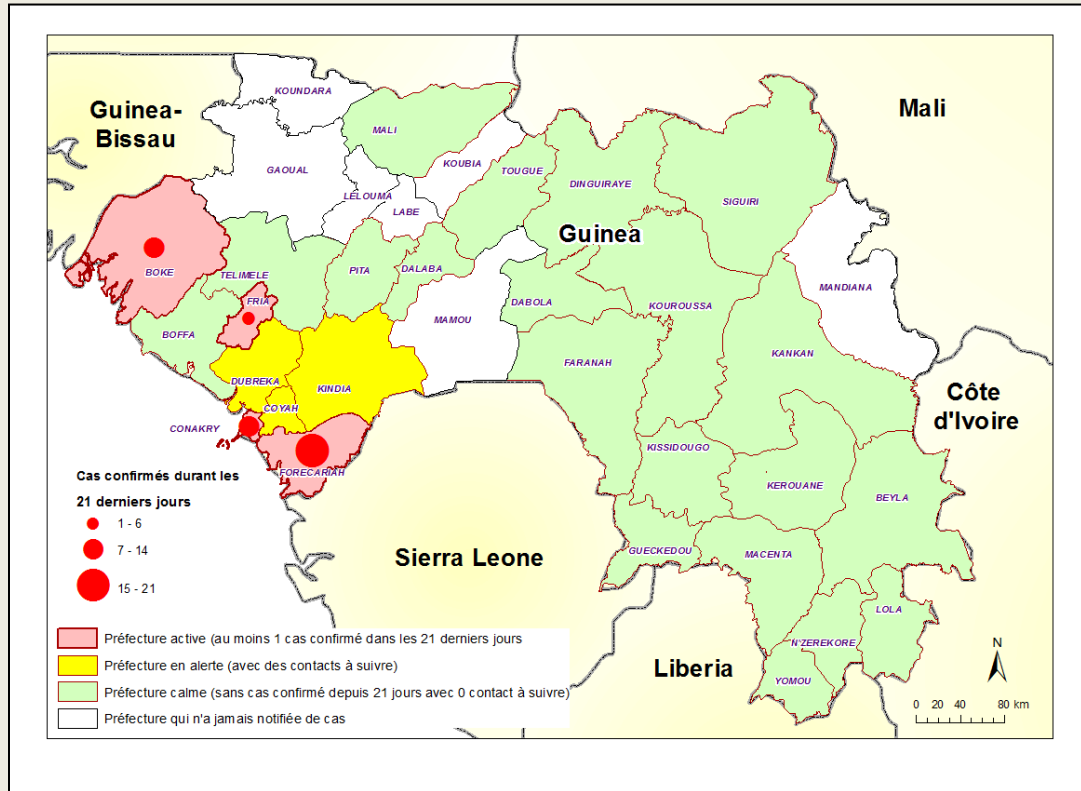 KOUNDARA
Guinea-
Bissau
Mali
MALI
KOUBIA
GAOUAL
TOUGUE
DINGUIRAYE
LELOUMA
SIGUIRI
LABE
Guinea
BOKE
TELIMELE
PITA
DALABA
MANDIANA
FRIA
DABOLA
KOUROUSSA
MAMOU
BOFFA
KANKAN
FARANAH
DUBREKA
KINDIA
Côte
d'Ivoire
COYAH
CONAKRY
KISSIDOUGO
FORECARIAH
Cas confirmés durant les
21 derniers jours
KEROUANE
BEYLA
1 - 6
7 - 14
15 - 21
Sierra Leone
GUECKEDOU
MACENTA
LOLA
Préfecture active (au moins 1 cas confirmé dans les 21 derniers jours
N'ZEREKORE
N
Préfecture en alerte (avec des contacts à suivre)
Liberia
YOMOU
Préfecture calme (sans cas confirmé depuis 21 jours avec 0 contact à suivre)
0 20 40 80 km
Préfecture qui n'a jamais notifiée de cas